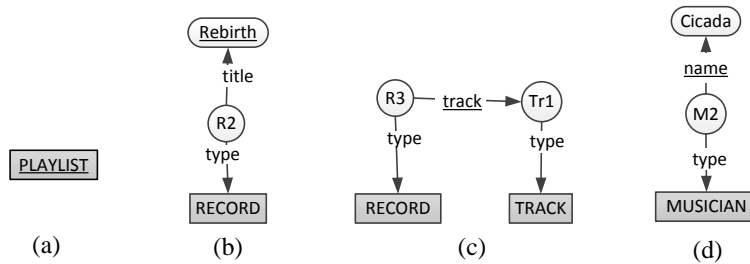 PLAYLIST
(a)
Rebirth
title
R2
type
RECORD
(b)
R3
track
Tr1
type
type
RECORD
TRACK
(c)
Cicada
name
M2
type
MUSICIAN
(d)